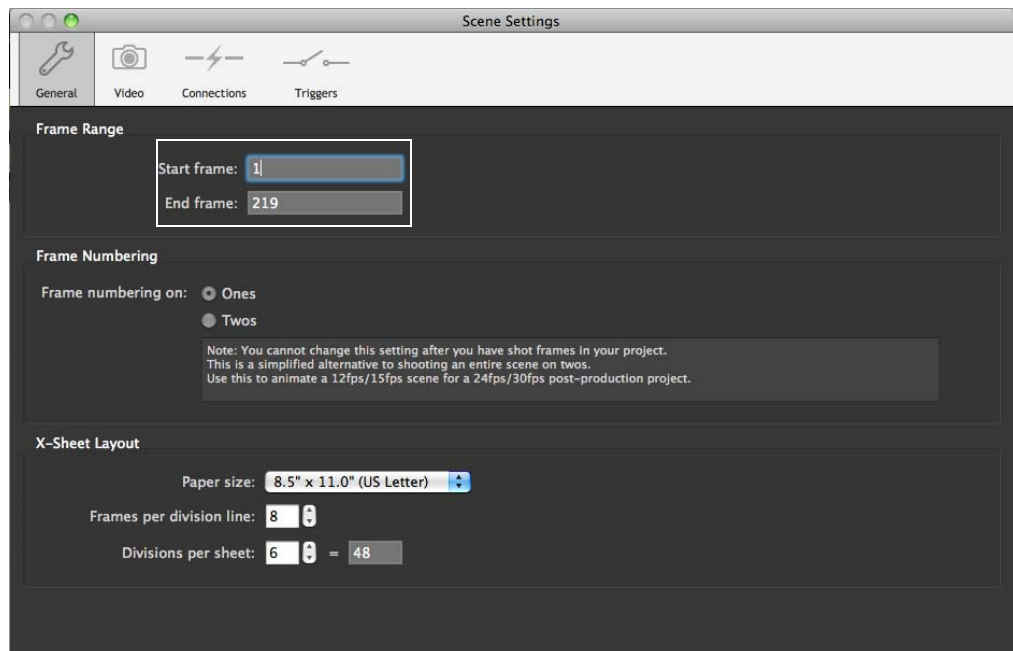 Scene Settings
General Video Connections Triggers
Frame Range
Start frame: 1
End frame: 219
Frame Numbering
Frame numbering on: Ones
Twos
Note: You cannot change this setting after you have shot frames in your project.
This is a simplified alternative to shooting an entire scene on twos.
Use this to animate a 12fps/15fps scene for a 24fps/30fps post-production project.
X-Sheet Layout
Paper size: 8.5" x 11.0" (US Letter)
Frames per division line: 8
Divisions per sheet: 6 = 48